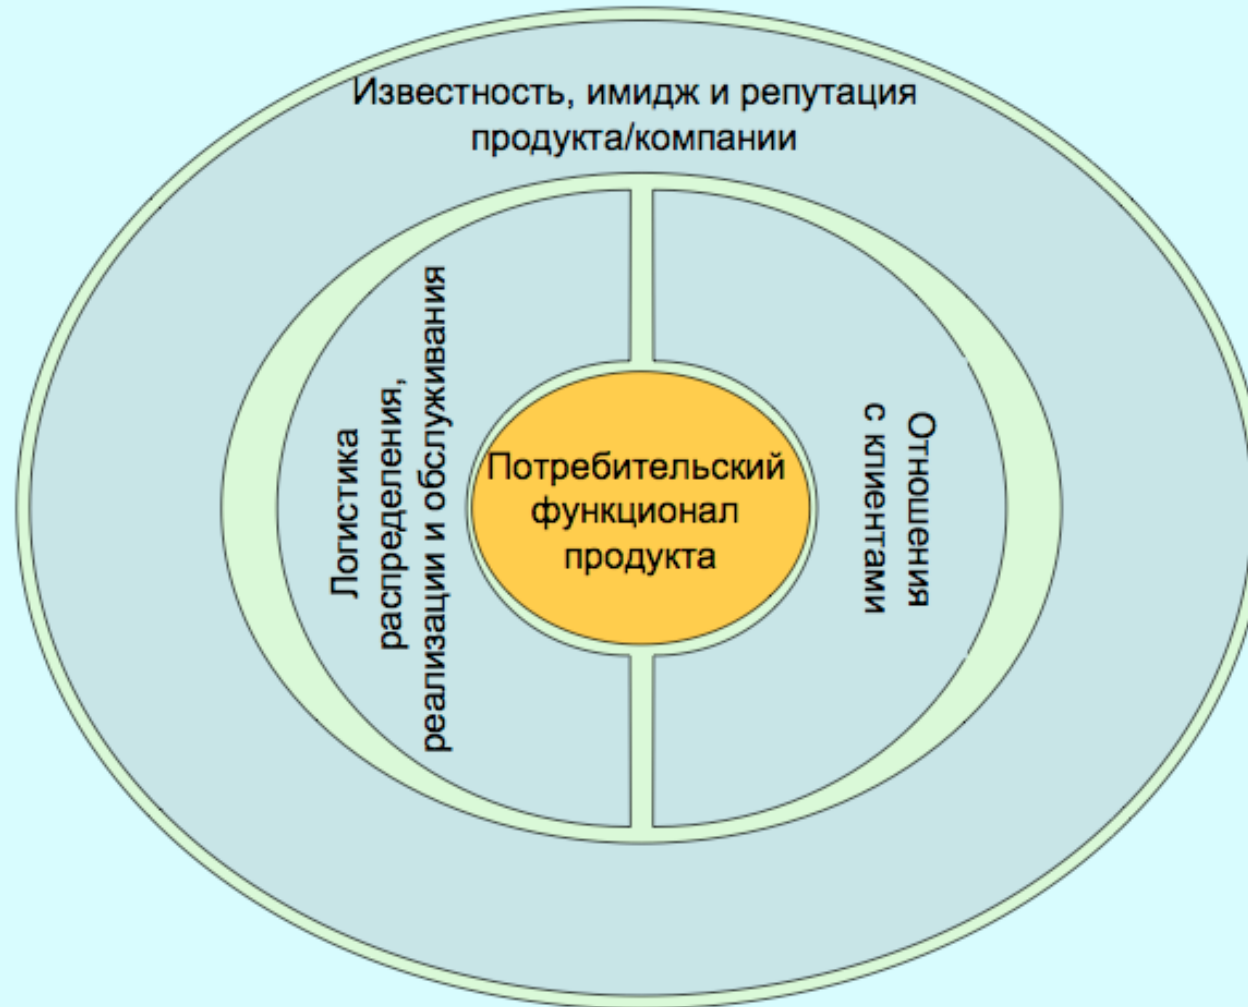 Известность, имидж и репутация
продукта/компании
Логистика
распределения,
реализации и обслуживания
Потребительский
функционал
продукта
Отношения
с клиентами